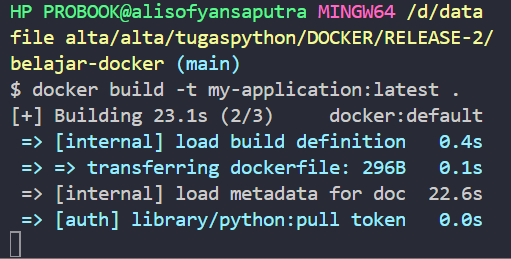 HP PROBOOK@alisofyansaputra MINGW64 /d/data
file alta/alta/tugaspython/DOCKER/RELEASE-2/
belajar-docker (main)
$ docker build -t my-application:latest .
[+] Building 23.1s (2/3) docker:default
=> [internal] load build definition 0.4s
=> => transferring dockerfile: 296B 0.1s
=> [internal] load metadata for doc 22.6s
=> [auth] library/python:pull token 0.0s